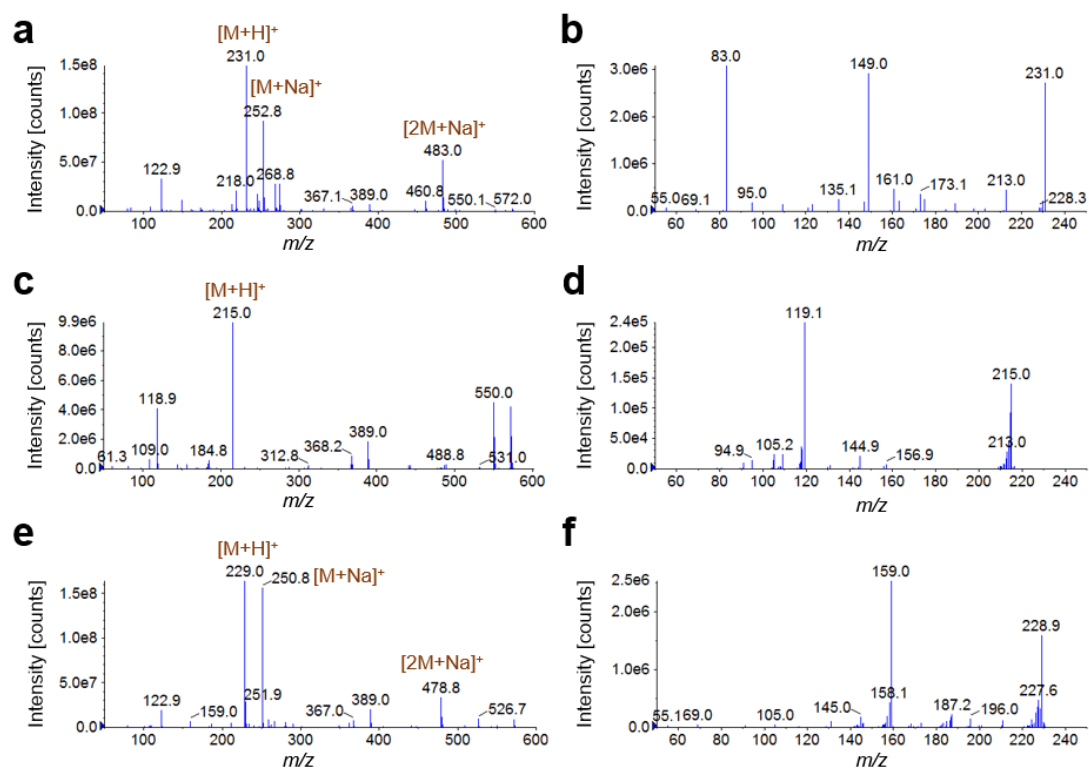 a
[M+H]+
231.0
[M+Na]+
252.8
[2M+Na]+
483.0
122.9
218.0
268.8
367.1
389.0
460.8
550.1
572.0
1.5e8
1.0e8
5.0e7
0.0
Intensity [counts]
100 200 300 400 500 600
m/z
b
83.0
149.0
231.0
55.0
69.1
95.0
135.1
161.0
173.1
213.0
228.3
3.0e6
2.0e6
1.0e6
0.0
Intensity [counts]
60 80 100 120 140 160 180 200 220 240
m/z
c
[M+H]+
215.0
118.9
61.3
109.0
184.8
312.8
368.2
389.0
488.8
550.0
531.0
9.9e6
8.0e6
6.0e6
4.0e6
2.0e6
0.0
Intensity [counts]
100 200 300 400 500 600
m/z
d
119.1
215.0
94.9
105.2
144.9
156.9
213.0
2.4e5
2.0e5
1.5e5
1.0e5
5.0e4
0.0
Intensity [counts]
60 80 100 120 140 160 180 200 220 240
m/z
e
[M+H]+
229.0
250.8
[M+Na]+
[2M+Na]+
478.8
122.9
159.0
251.9
367.0
389.0
526.7
1.5e8
1.0e8
5.0e7
0.0
Intensity [counts]
100 200 300 400 500 600
m/z
f
159.0
228.9
55.1
69.0
105.0
145.0
158.1
187.2
196.0
227.6
2.5e6
2.0e6
1.0e6
0.0
Intensity [counts]
60 80 100 120 140 160 180 200 220 240
m/z